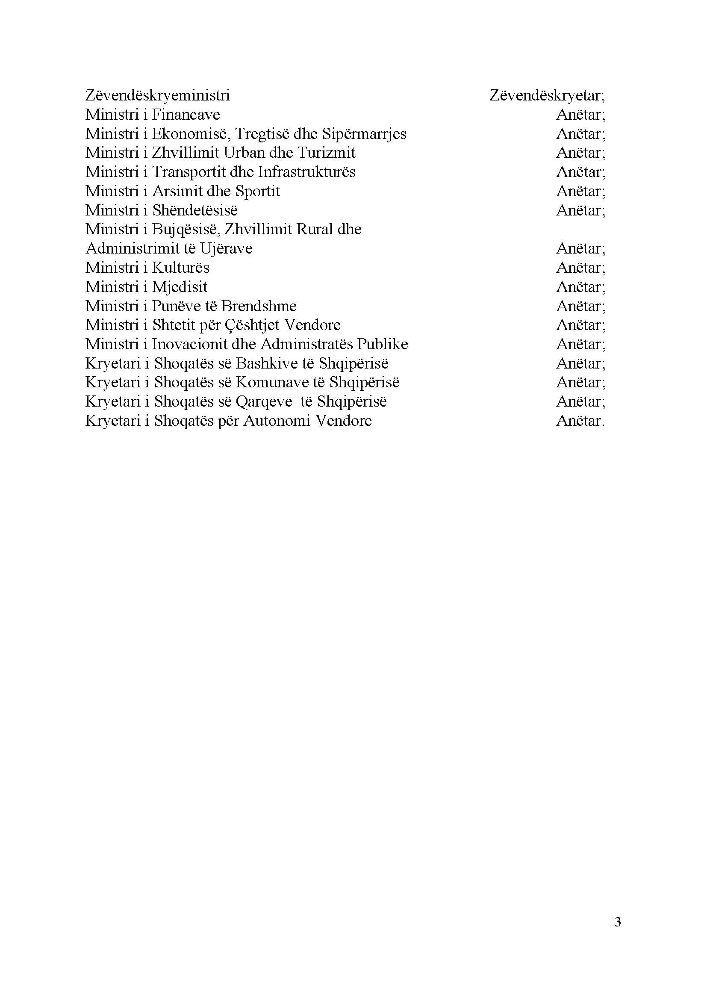 Zëvendëskryeministri Zëvendëskryetar;
Ministri i Financave Anëtar;
Ministri i Ekonomisë, Tregtisë dhe Sipërmarrjes Anëtar;
Ministri i Zhvillimit Urban dhe Turizmit Anëtar;
Ministri i Transportit dhe Infrastrukturës Anëtar;
Ministri i Arsimit dhe Sportit Anëtar;
Ministri i Shëndetësisë Anëtar;
Ministri i Bujqësisë, Zhvillimit Rural dhe
Administrimit të Ujërave Anëtar;
Ministri i Kulturës Anëtar;
Ministri i Mjedisit Anëtar;
Ministri i Punëve të Brendshme Anëtar;
Ministri i Shtetit për Çështjet Vendore Anëtar;
Ministri i Inovacionit dhe Administratës Publike Anëtar;
Kryetari i Shoqatës së Bashkive të Shqipërisë Anëtar;
Kryetari i Shoqatës së Komunave të Shqipërisë Anëtar;
Kryetari i Shoqatës së Qarqeve  të Shqipërisë Anëtar;
Kryetari i Shoqatës për Autonomi Vendore Anëtar.
3